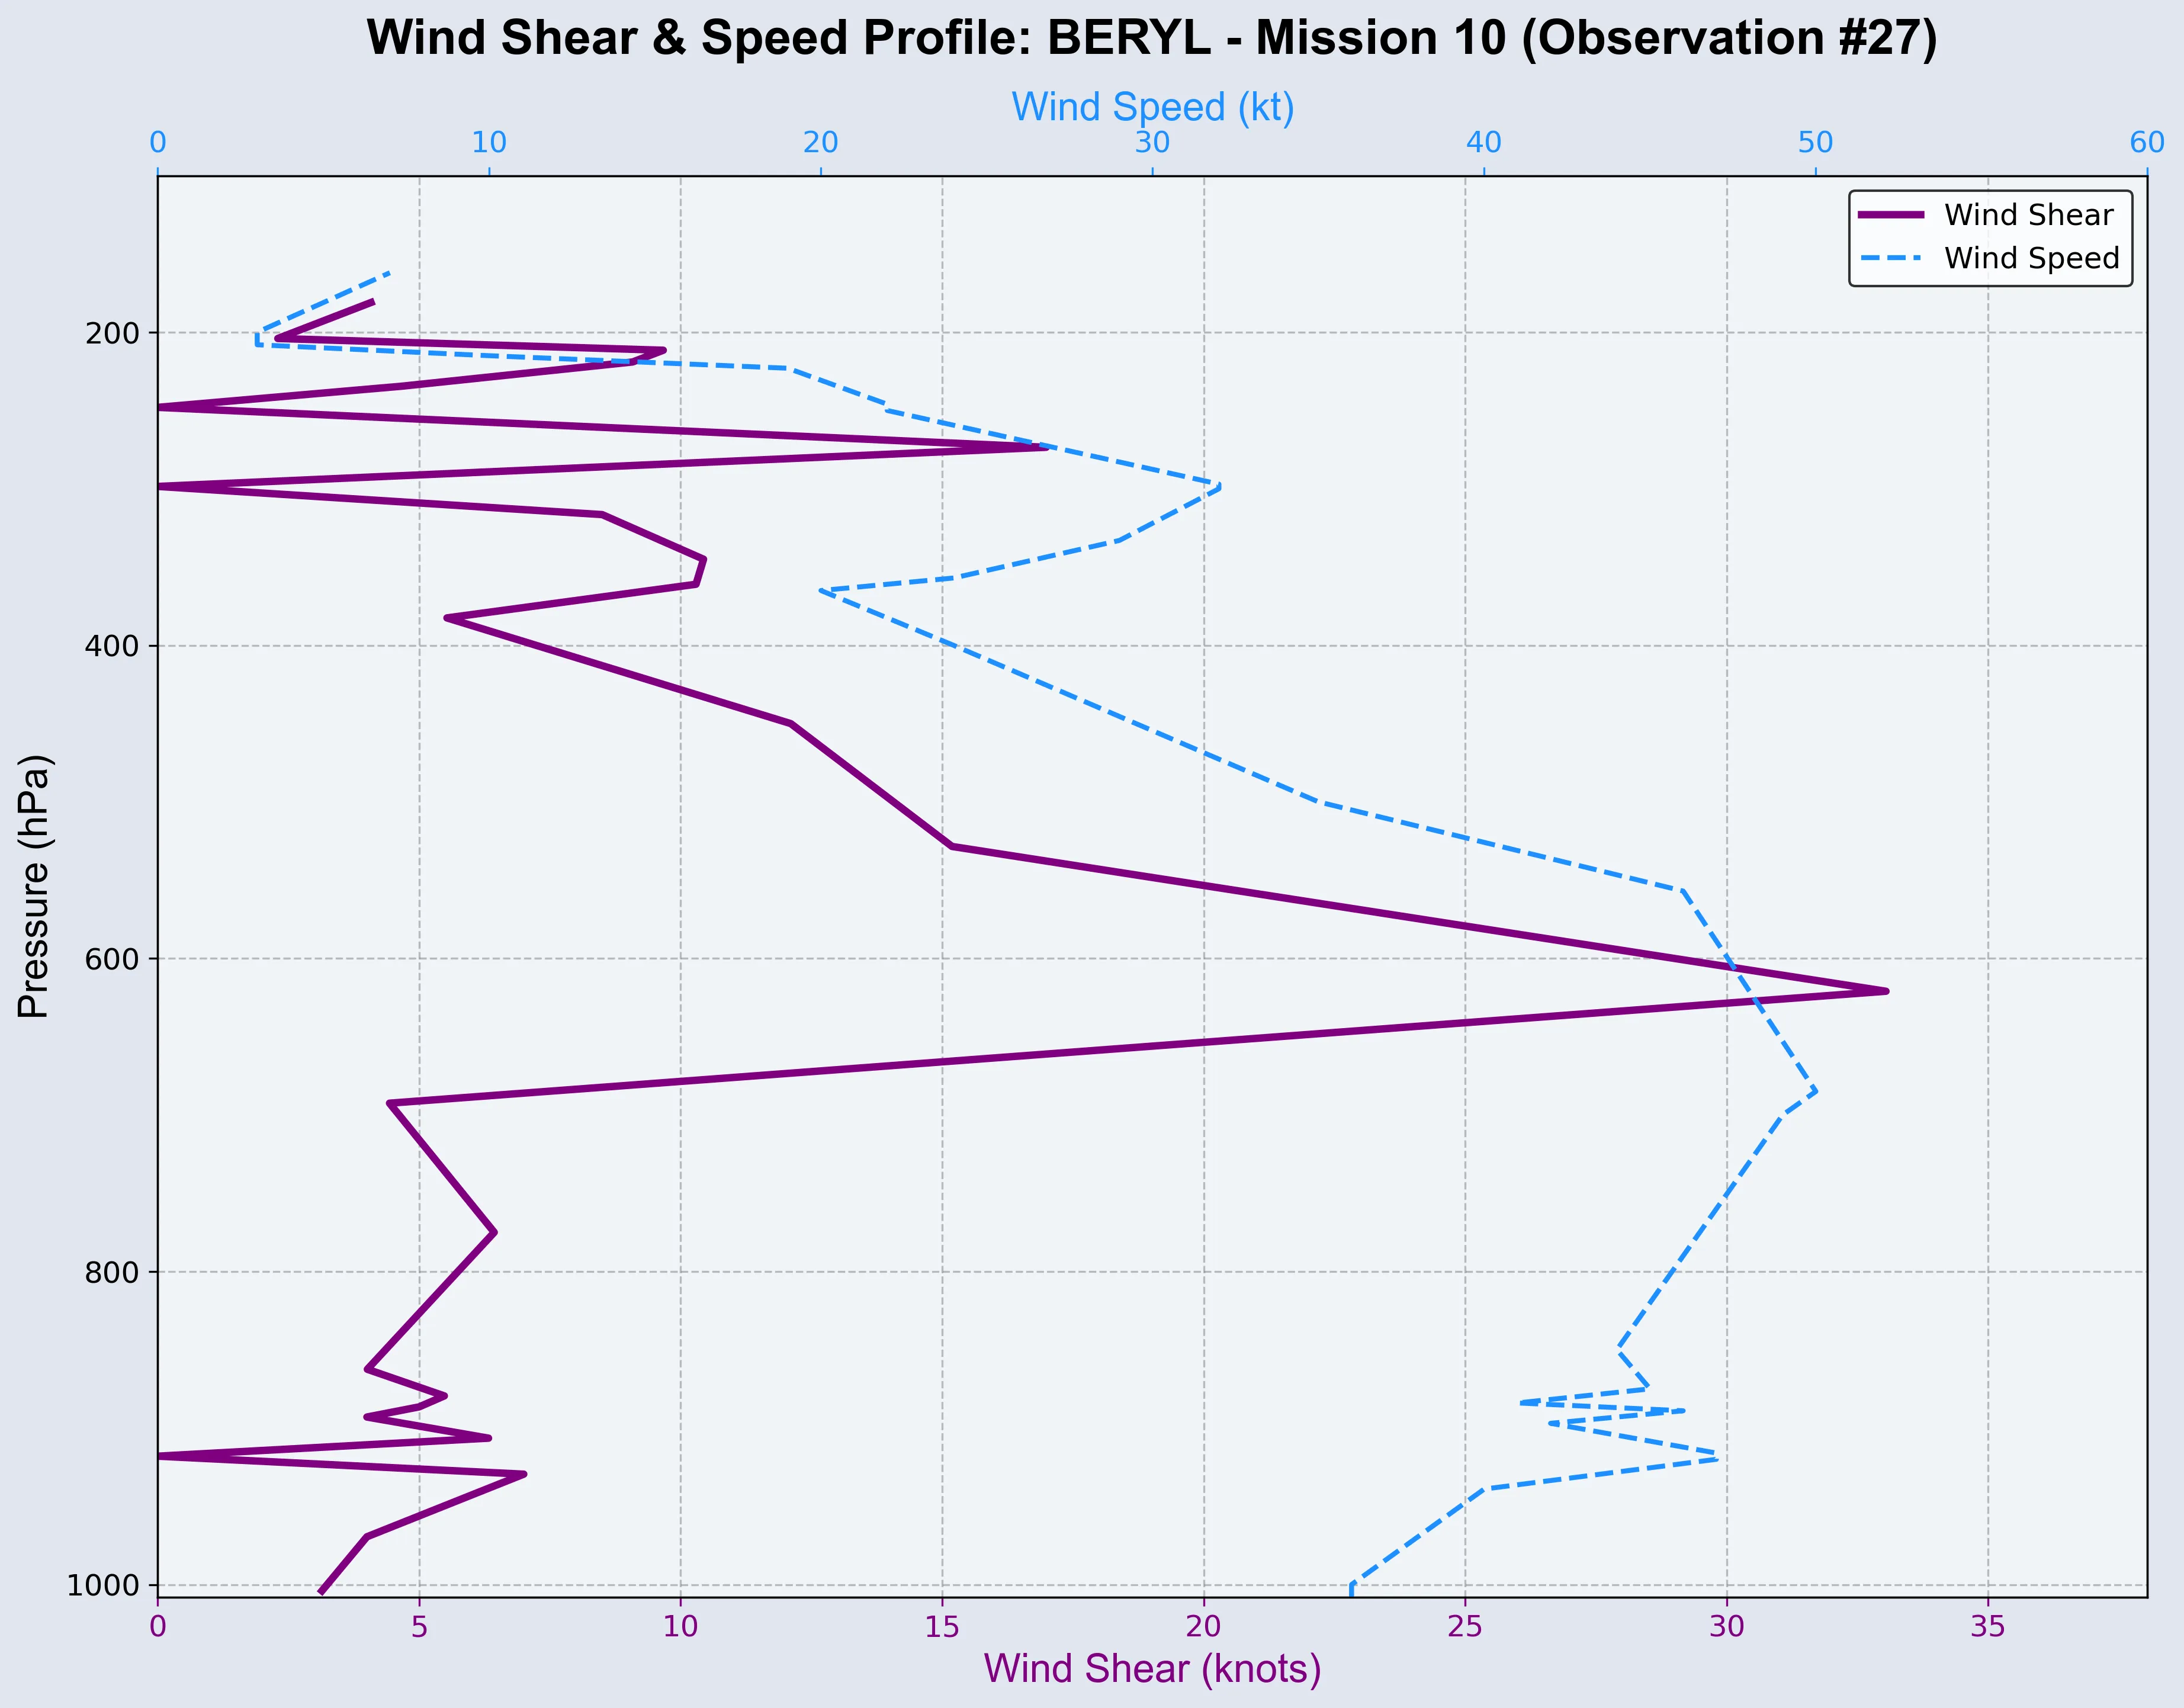 Wind Shear & Speed Profile: BERYL - Mission 10 (Observation #27)
Wind Speed (kt)
0 10 20 30 40 50 60
Wind Shear
Wind Speed
200
400
600
800
1000
Pressure (hPa)
0 5 10 15 20 25 30 35
Wind Shear (knots)